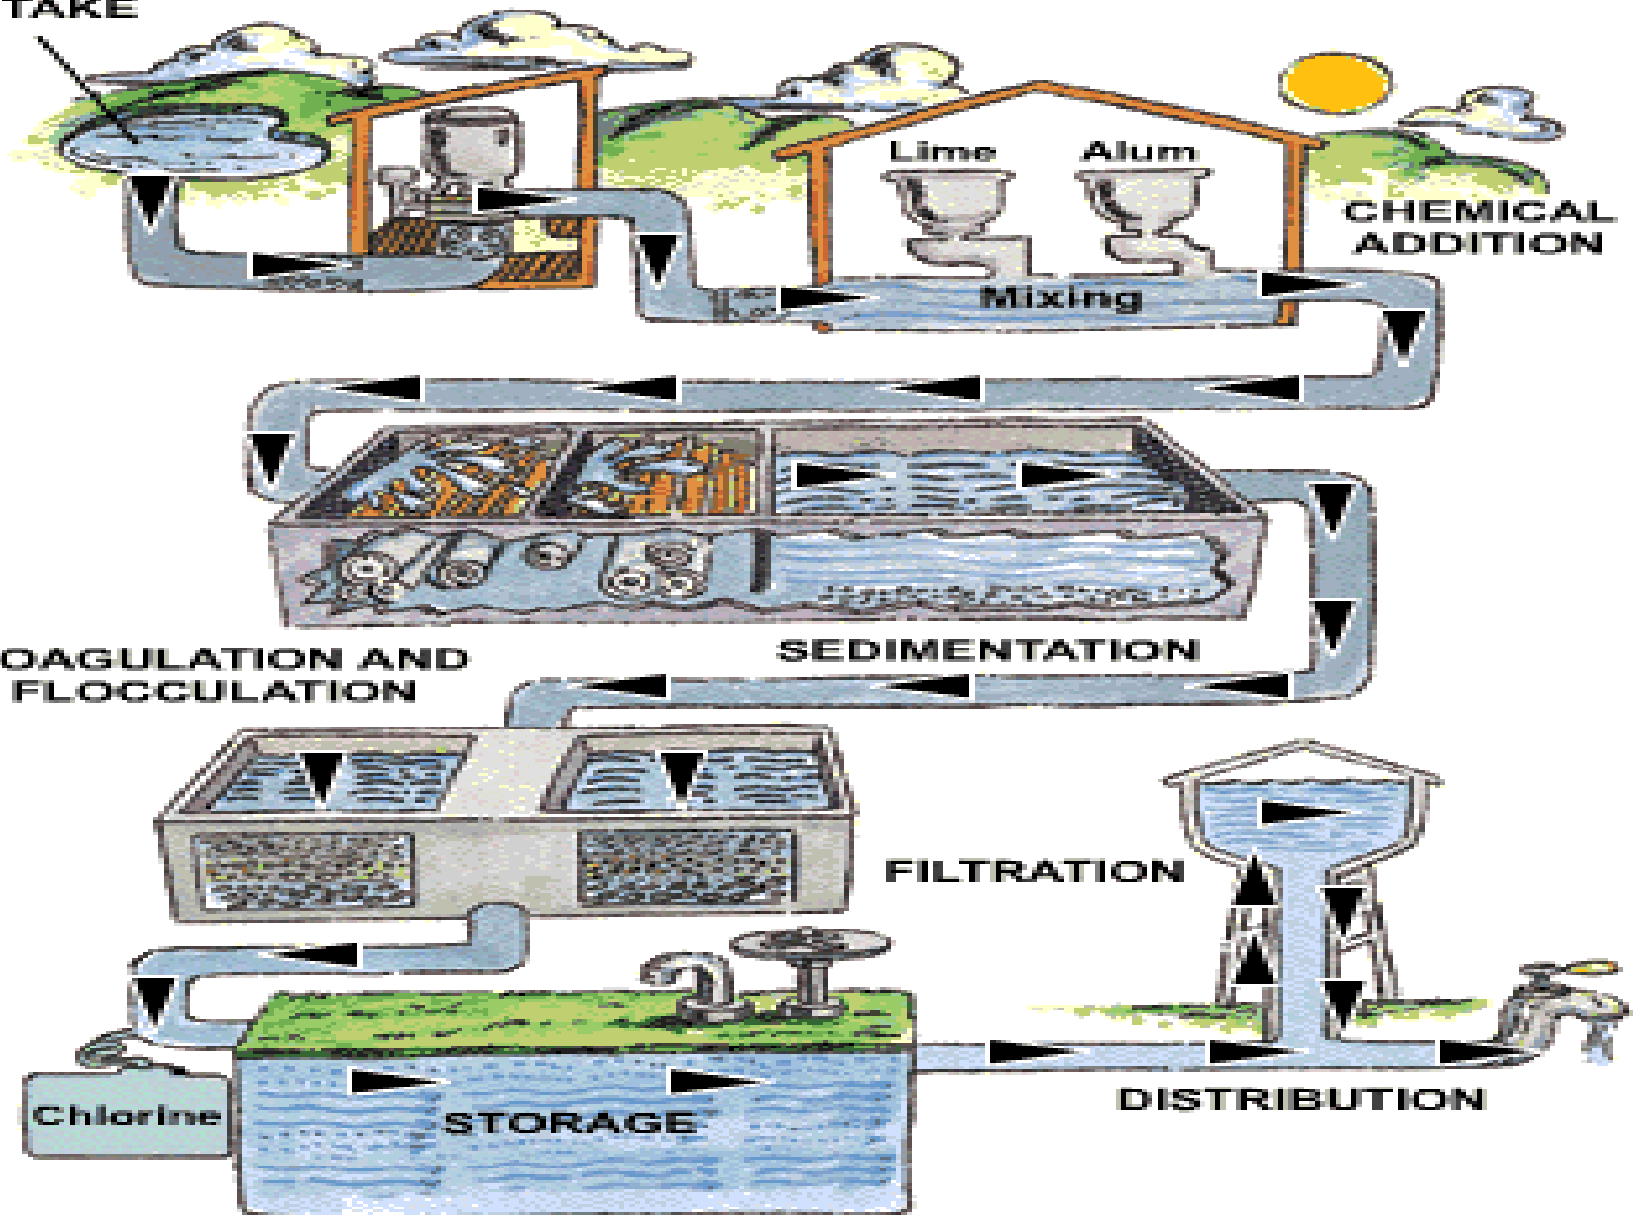 TAKE
Lime
Alum
CHEMICAL
ADDITION
Mixing
SEDIMENTATION
OAGULATION AND
FLOCCULATION
FILTRATION
Chlorine
STORAGE
DISTRIBUTION